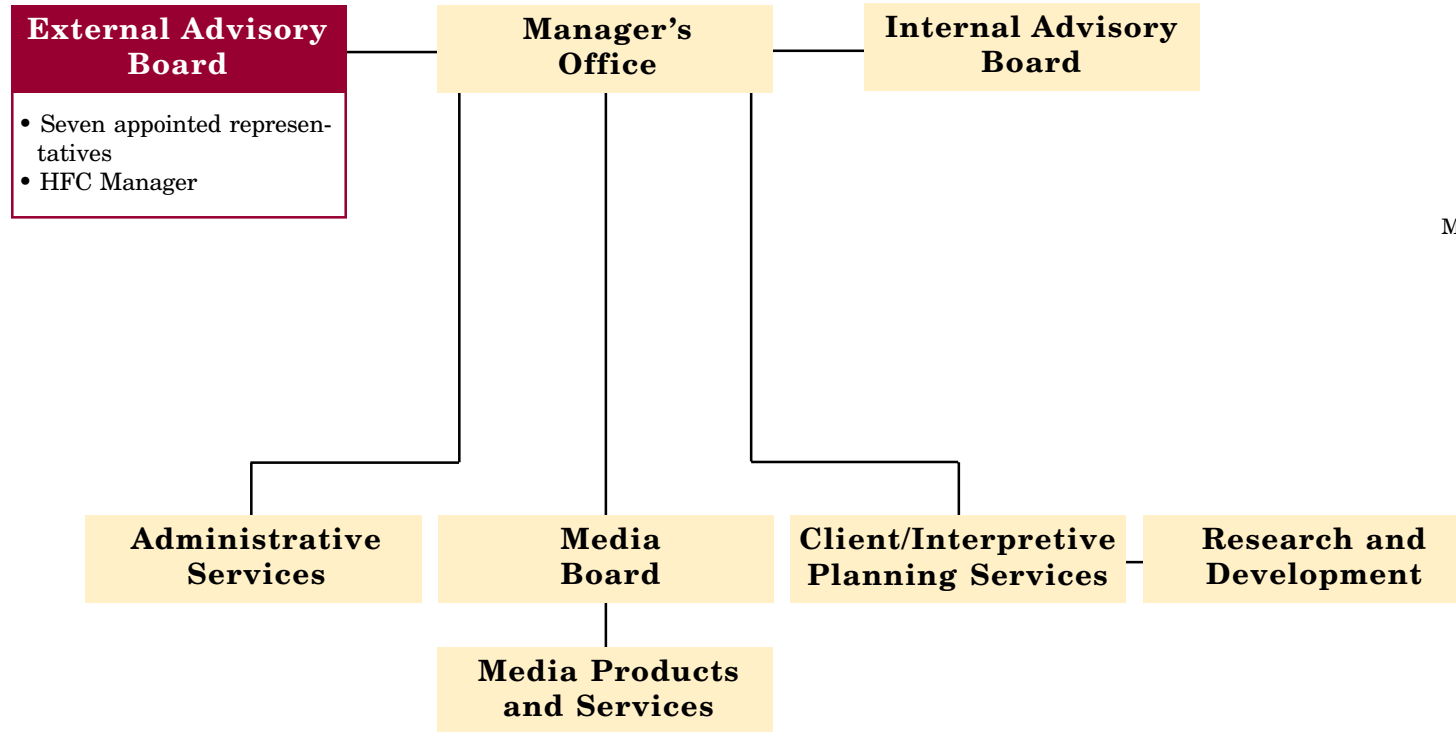 External Advisory
Board
• Seven appointed represen-
tatives
• HFC Manager
Manager’s
Office
Internal Advisory
Board
M
Administrative
Services
Media
Board
Client/Interpretive
Planning Services
Research and
Development
Media Products
and Services